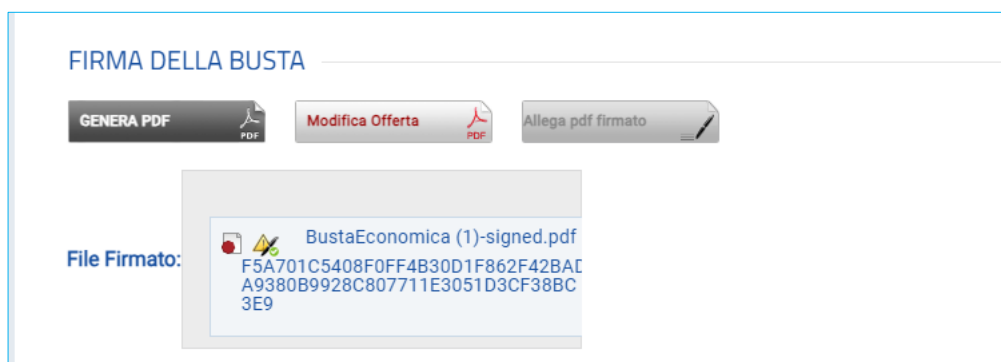 FIRMA DELLA BUSTA
GENERA PDF
PDF
Modifica Offerta
PDF
Allega pdf firmato
File Firmato:
BustaEconomica (1)-signed.pdf
F5A701C5408F0FF4B30D1F862F42BAD
A9380B9928C807711E3051D3CF38BC
3E9